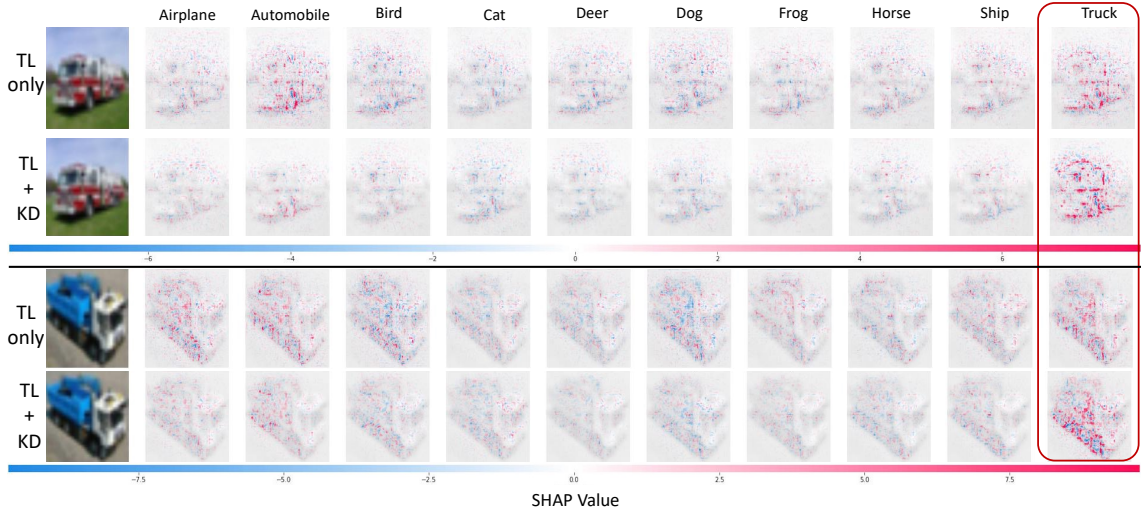 Airplane Automobile Bird Cat Deer Dog Frog Horse Ship Truck
TL
only
TL
+
KD
-6 -4 -2 0 2 4 6
TL
only
TL
+
KD
-7.5 -5.0 -2.5 0.0 2.5 5.0 7.5
SHAP Value